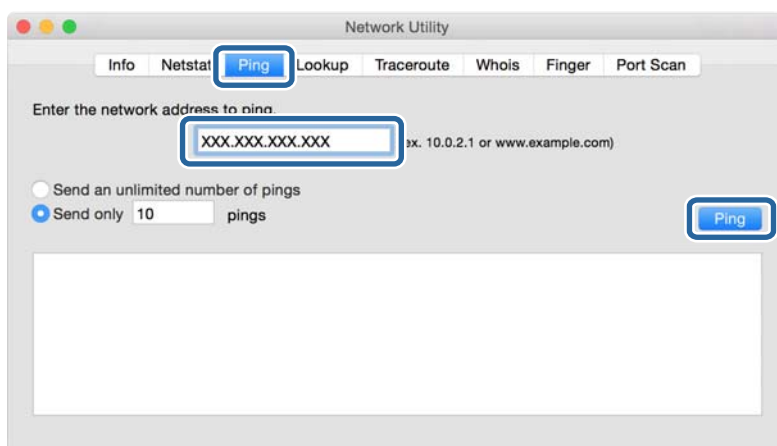 Network Utility
Info Netstat Ping Lookup Traceroute Whois Finger Port Scan
Enter the network address to ping.
XXX.XXX.XXX.XXX ex. 10.0.2.1 or www.example.com)
Send an unlimited number of pings
Send only 10 pings
Ping